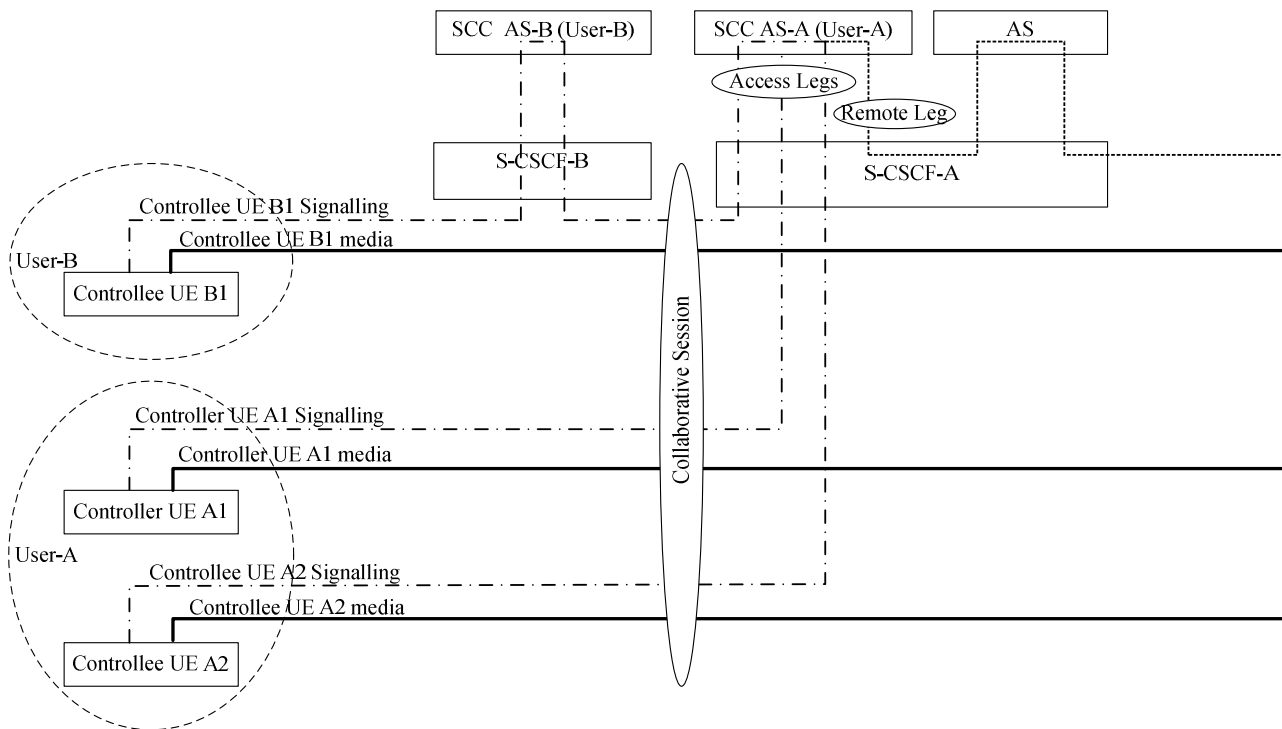 SCC AS-B (User-B)
SCC AS-A (User-A)
AS
Access Legs
Remote Leg
S-CSCF-B
S-CSCF-A
Controllee UE B1 Signalling
Controllee UE B1 media
User-B
Controllee UE B1
Collaborative Session
Controller UE A1 Signalling
Controller UE A1 media
Controller UE A1
User-A
Controllee UE A2 Signalling
Controllee UE A2 media
Controllee UE A2